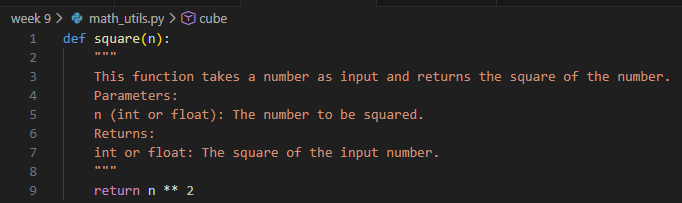 week 9 > math_utils.py > cube
1 def square(n):
2     """
3     This function takes a number as input and returns the square of the number.
4     Parameters:
5     n (int or float): The number to be squared.
6     Returns:
7     int or float: The square of the input number.
8     """
9     return n ** 2